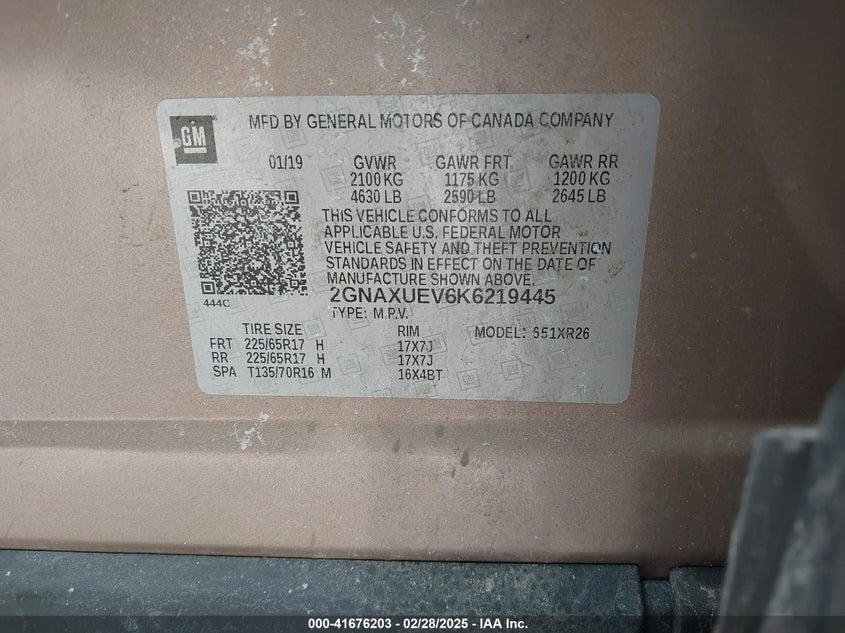 GM
MFD BY GENERAL MOTORS OF CANADA COMPANY
01/19 GVWR GAWR FRT GAWR RR
2100 KG 1175 KG 1200 KG
4630 LB 2590 LB 2645 LB
THIS VEHICLE CONFORMS TO ALL
APPLICABLE U.S. FEDERAL MOTOR
VEHICLE SAFETY AND THEFT PREVENTION
STANDARDS IN EFFECT ON THE DATE OF
MANUFACTURE SHOWN ABOVE.
444C
2GNAXUEV6K6219445
TYPE: M.P.V.
TIRE SIZE RIM MODEL: S51XR26
FRT 225/65R17 H 17X7J
RR 225/65R17 H 17X7J
SPA T135/70R16 M 16X4BT
000-41676203 — 02/28/2025 — IAA Inc.